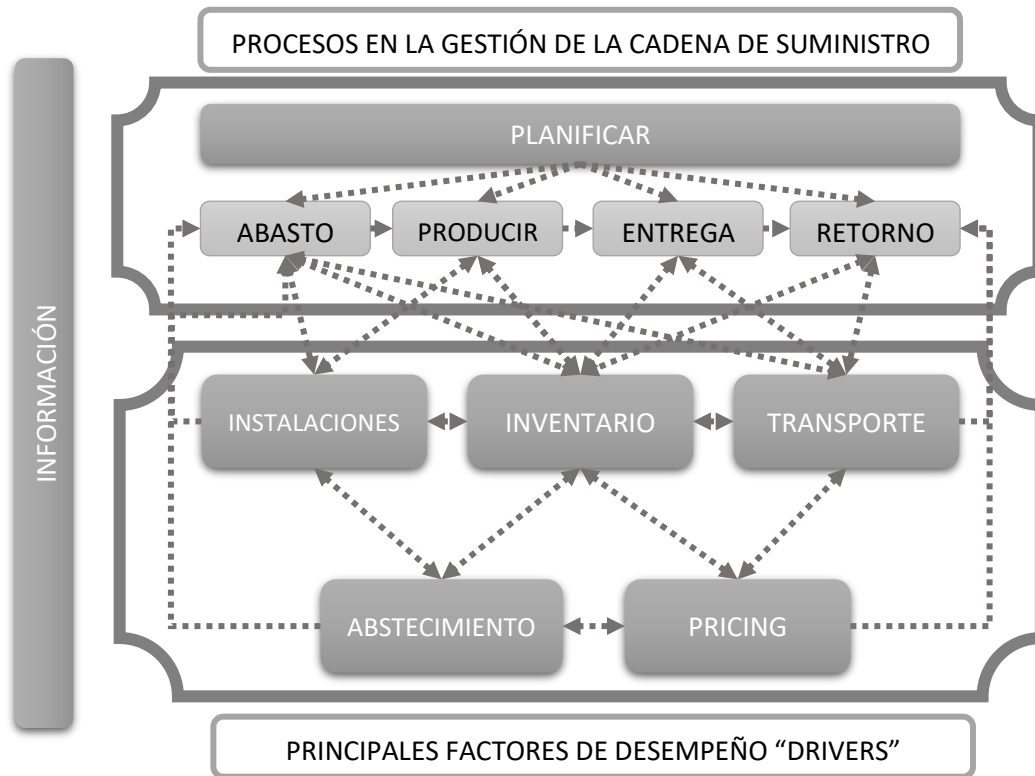 PROCESOS EN LA GESTIÓN DE LA CADENA DE SUMINISTRO
PLANIFICAR
ABASTO
PRODUCIR
ENTREGA
RETORNO
INFORMACIÓN
INSTALACIONES
INVENTARIO
TRANSPORTE
ABSTECIMIENTO
PRICING
PRINCIPALES FACTORES DE DESEMPEÑO “DRIVERS”